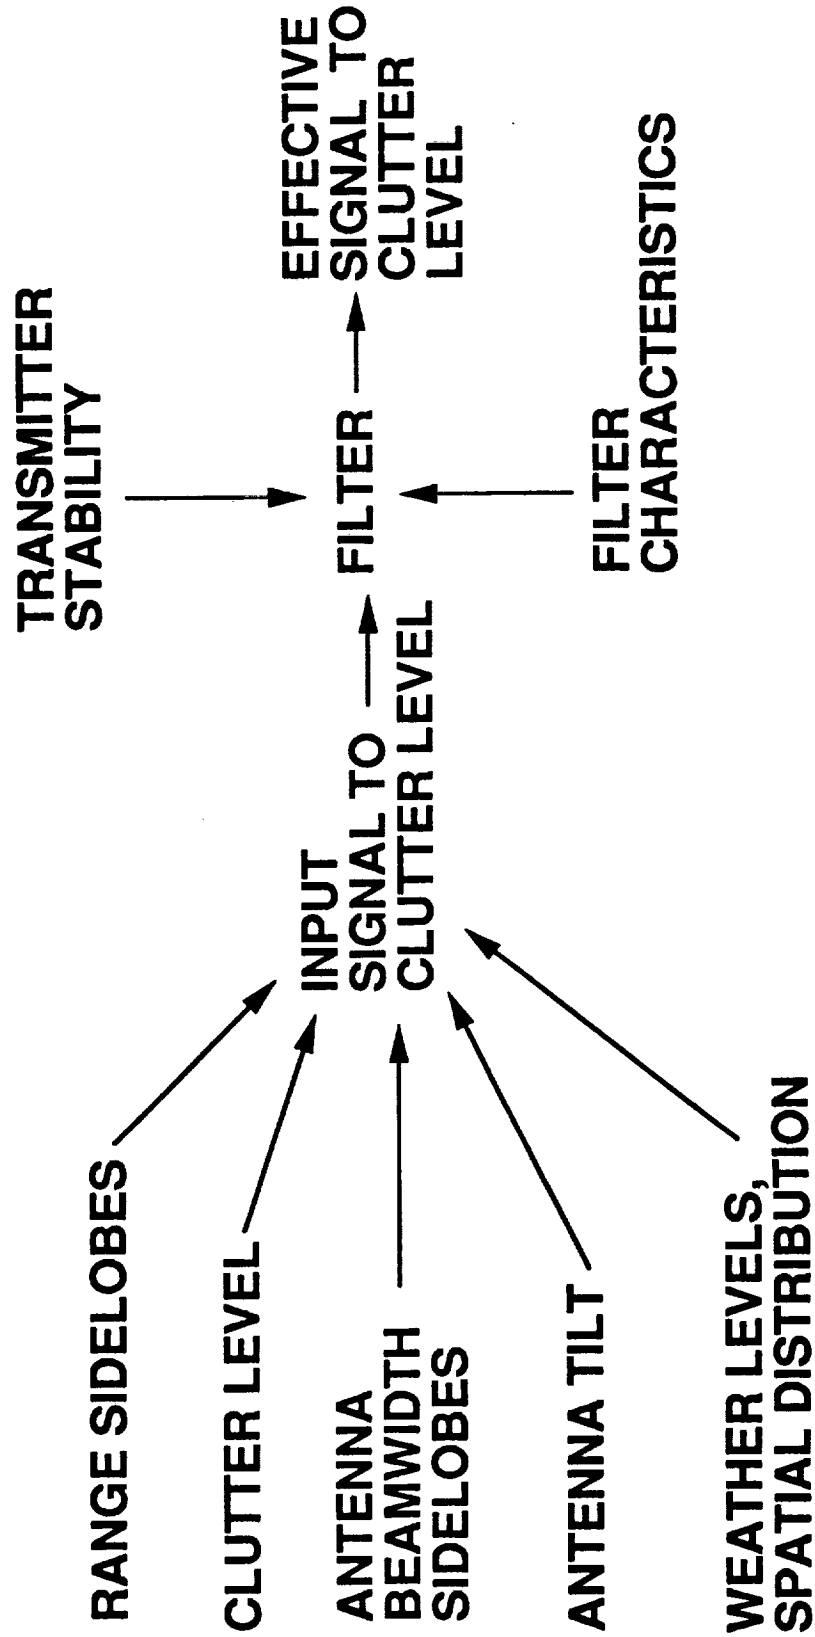 RANGE SIDELOBES
CLUTTER LEVEL
ANTENNA
BEAMWIDTH
SIDELOBES
ANTENNA TILT
WEATHER LEVELS,
SPATIAL DISTRIBUTION
INPUT
SIGNAL TO
CLUTTER LEVEL
TRANSMITTER
STABILITY
FILTER
FILTER
CHARACTERISTICS
EFFECTIVE
SIGNAL TO
CLUTTER
LEVEL